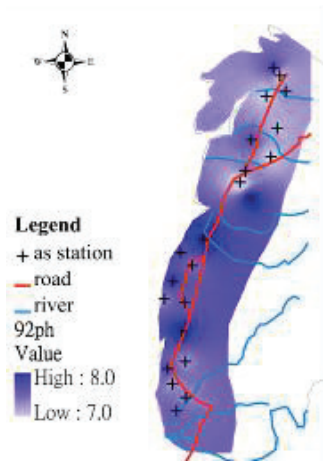 N
W E
S
Legend
as station
road
river
92ph
Value
High : 8.0
Low : 7.0